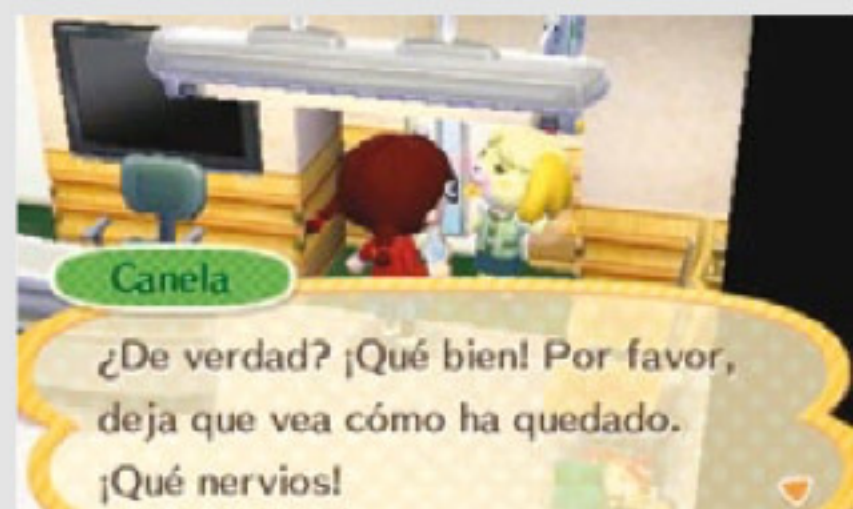 Canela
¿De verdad? ¡Qué bien! Por favor,
deja que vea cómo ha quedado.
¡Qué nervios!